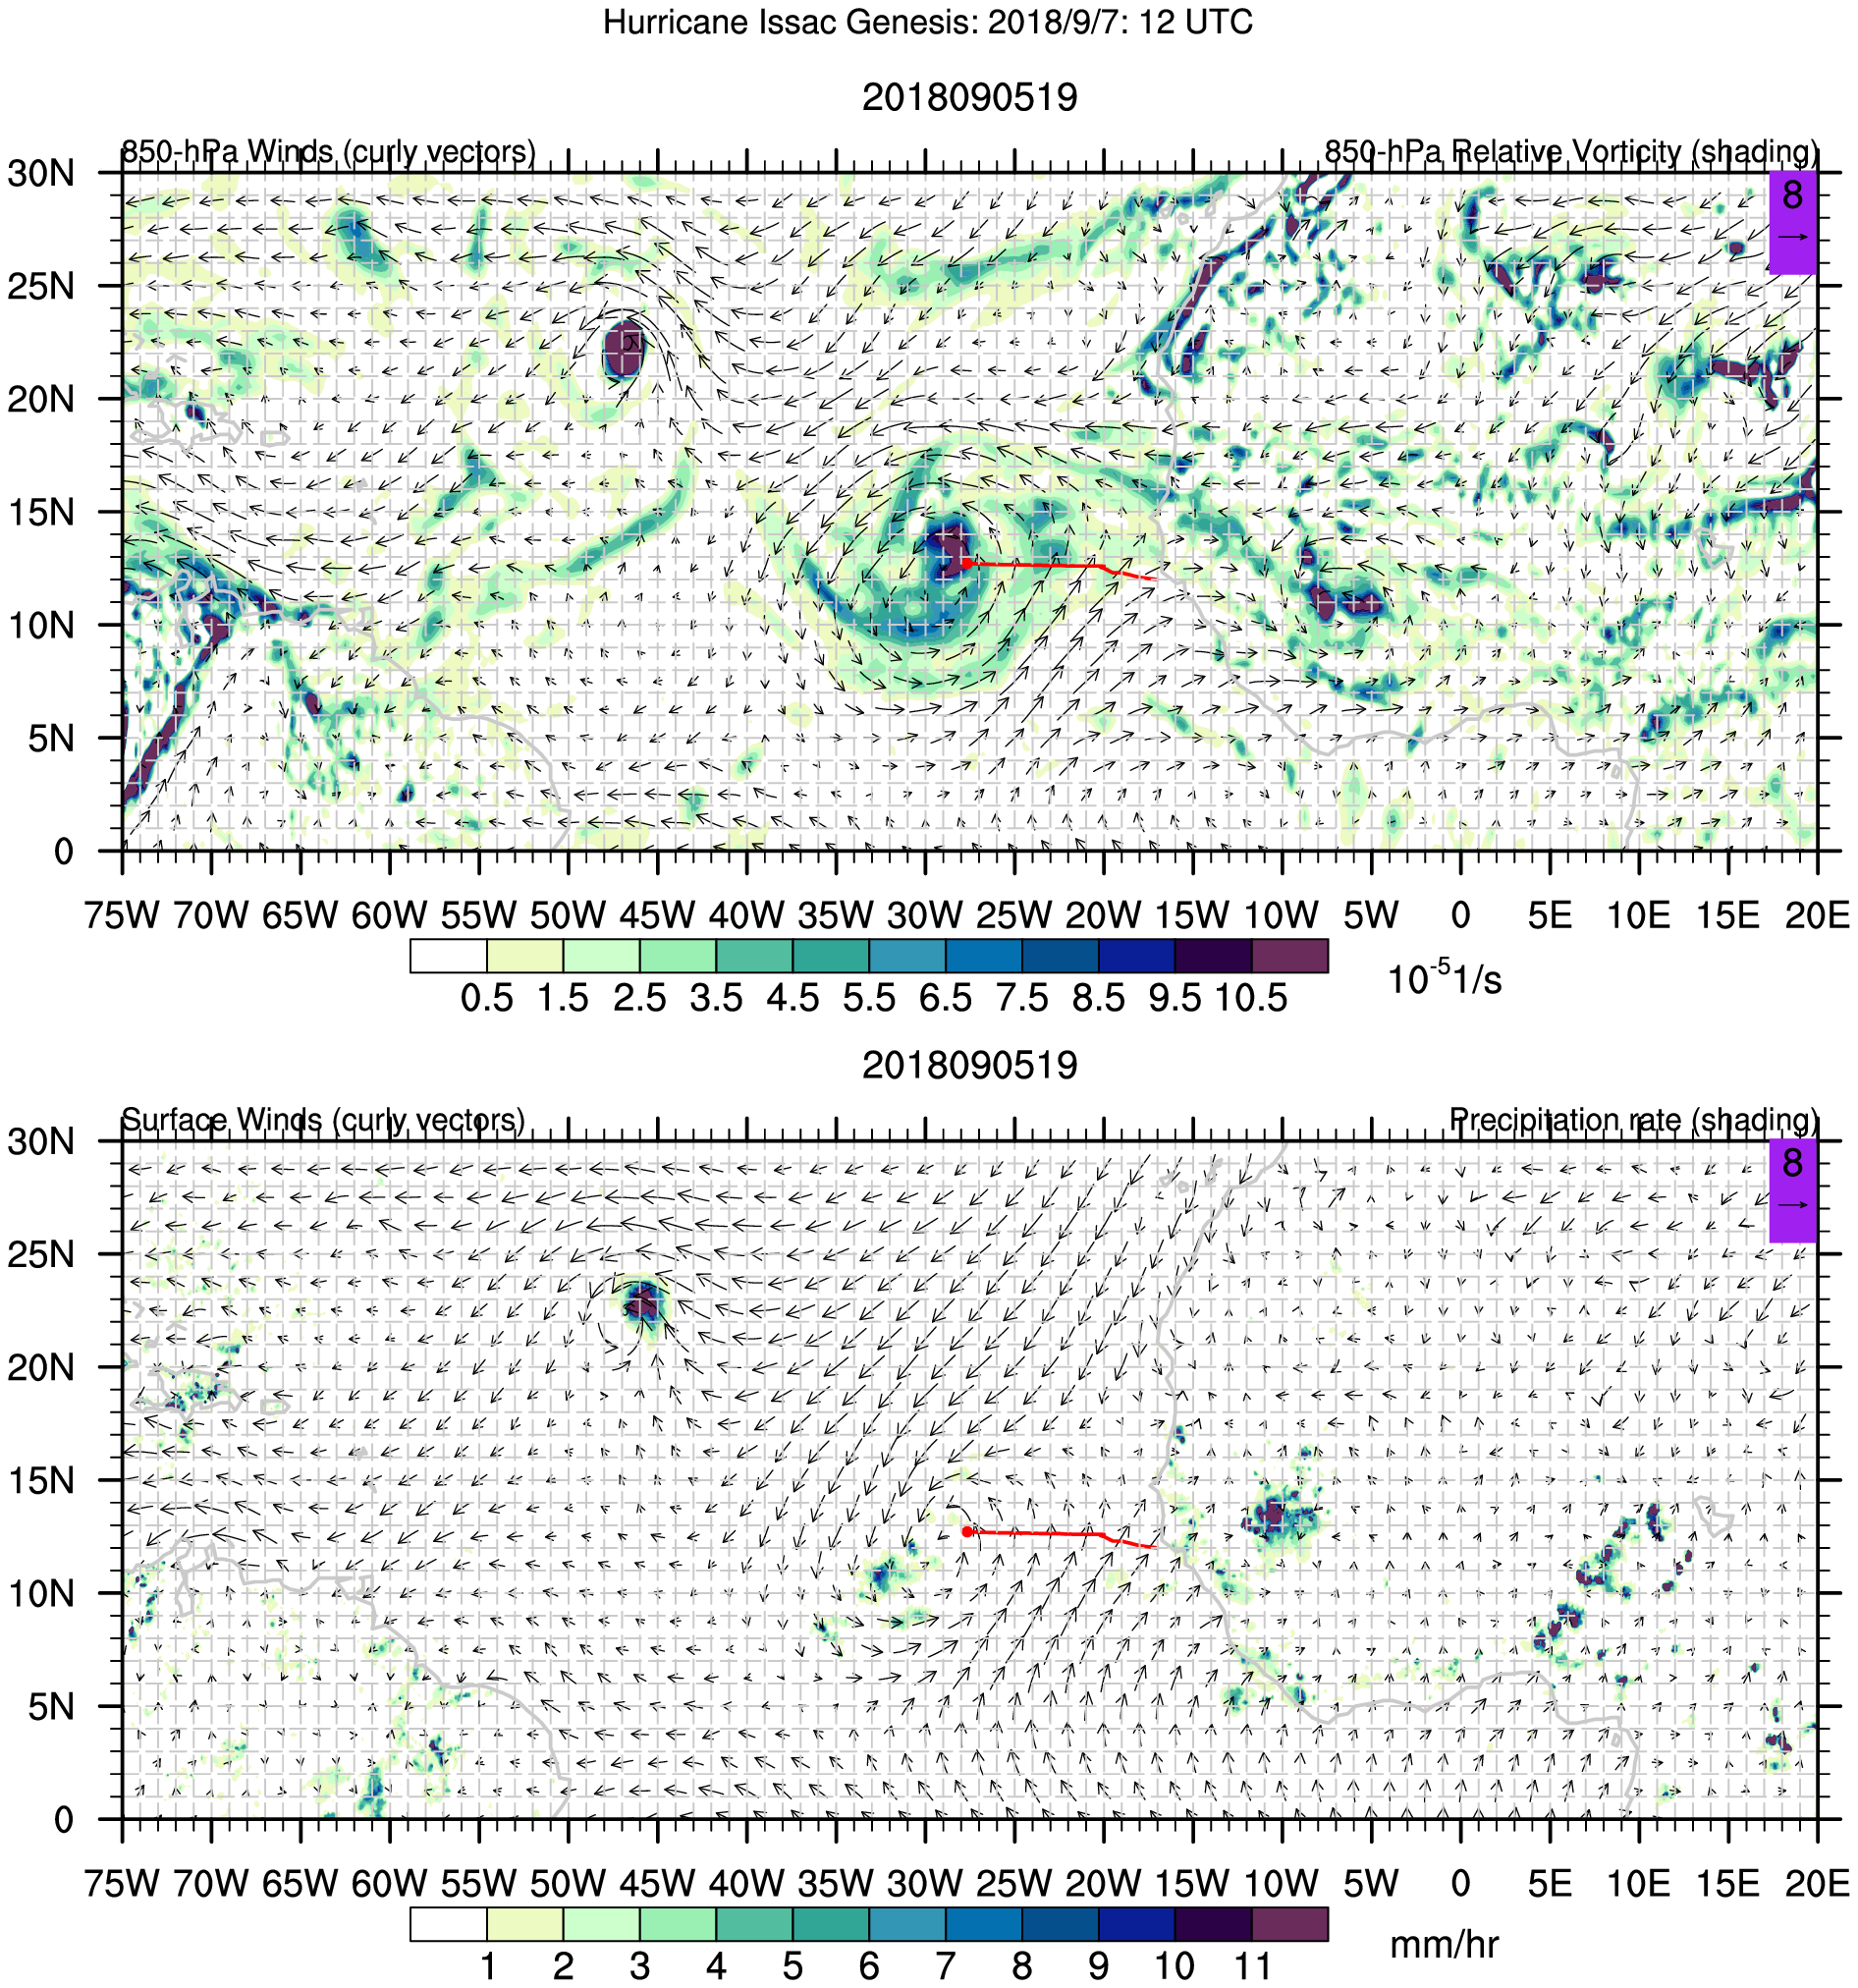 Hurricane Issac Genesis: 2018/9/7: 12 UTC
2018090519
850-hPa Winds (curly vectors) 850-hPa Relative Vorticity (shading)
30N
8
25N
20N
15N
10N
5N
0
75W 70W 65W 60W 55W 50W 45W 40W 35W 30W 25W 20W 15W 10W 5W 0 5E 10E 15E 20E
0.5 1.5 2.5 3.5 4.5 5.5 6.5 7.5 8.5 9.5 10.5
10-51/s
2018090519
Surface Winds (curly vectors) Precipitation rate (shading)
30N
8
25N
20N
15N
10N
5N
0
75W 70W 65W 60W 55W 50W 45W 40W 35W 30W 25W 20W 15W 10W 5W 0 5E 10E 15E 20E
1 2 3 4 5 6 7 8 9 10 11
mm/hr